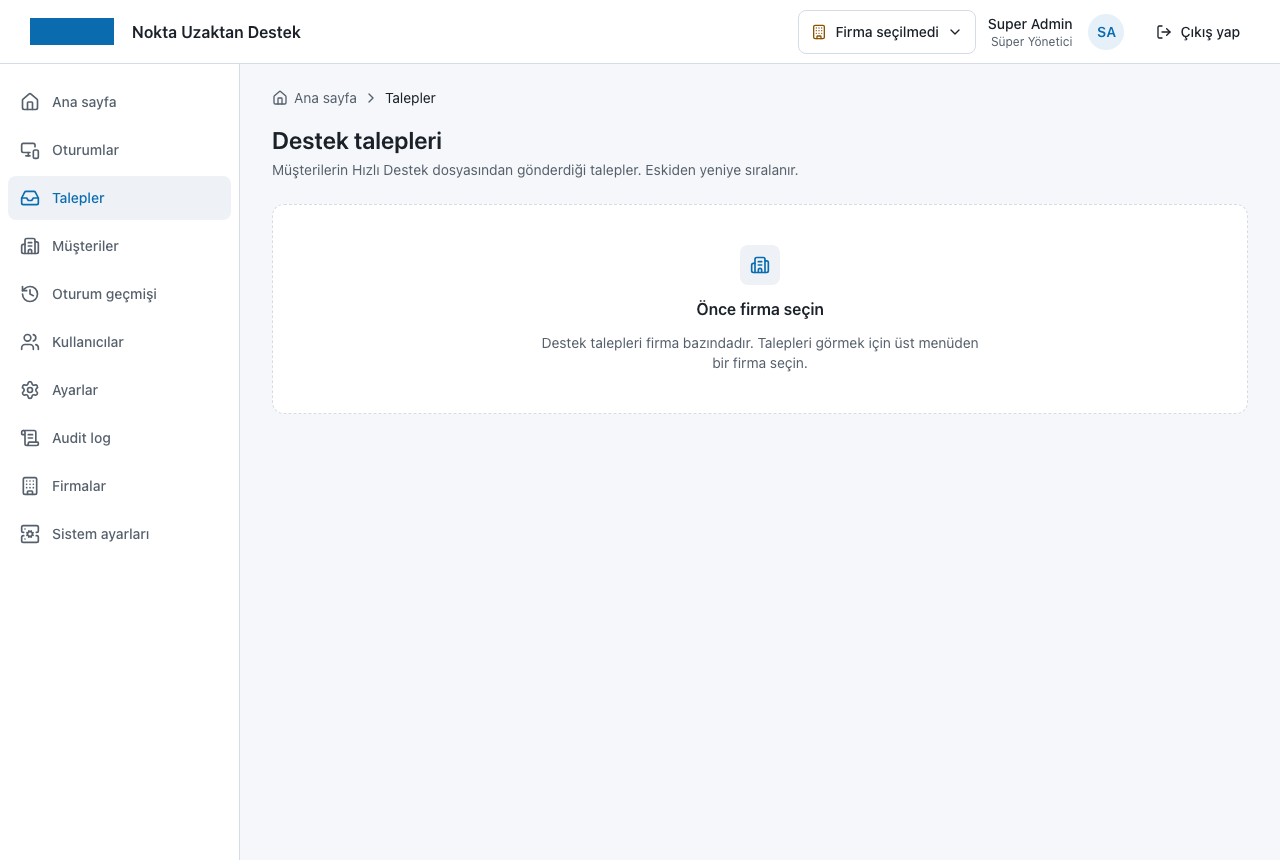 Nokta Uzaktan Destek
Firma seçilmedi
Super Admin
Süper Yönetici
SA
Çıkış yap
Ana sayfa
Oturumlar
Talepler
Müşteriler
Oturum geçmişi
Kullanıcılar
Ayarlar
Audit log
Firmalar
Sistem ayarları
Ana sayfa > Talepler
Destek talepleri
Müşterilerin Hızlı Destek dosyasından gönderdiği talepler. Eskiden yeniye sıralanır.
Önce firma seçin
Destek talepleri firma bazındadır. Talepleri görmek için üst menüden
bir firma seçin.